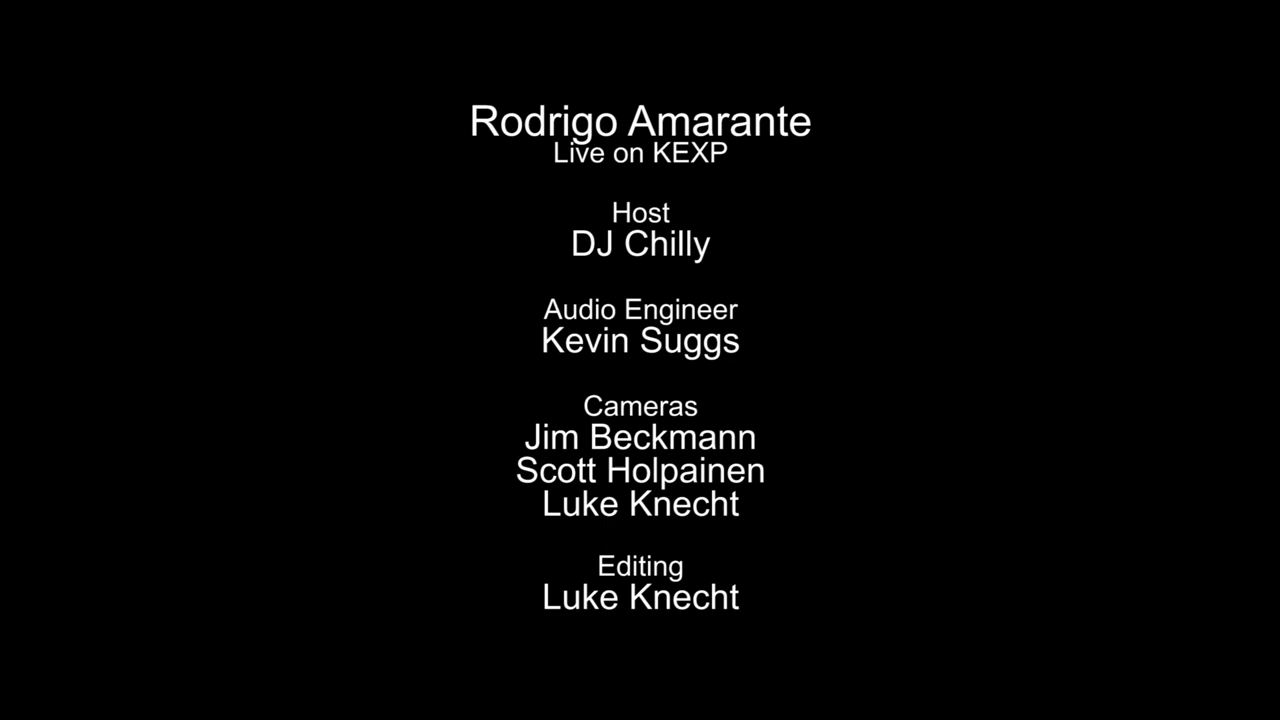 Rodrigo Amarante
Live on KEXP
Host
DJ Chilly
Audio Engineer
Kevin Suggs
Cameras
Jim Beckmann
Scott Holpainen
Luke Knecht
Editing
Luke Knecht